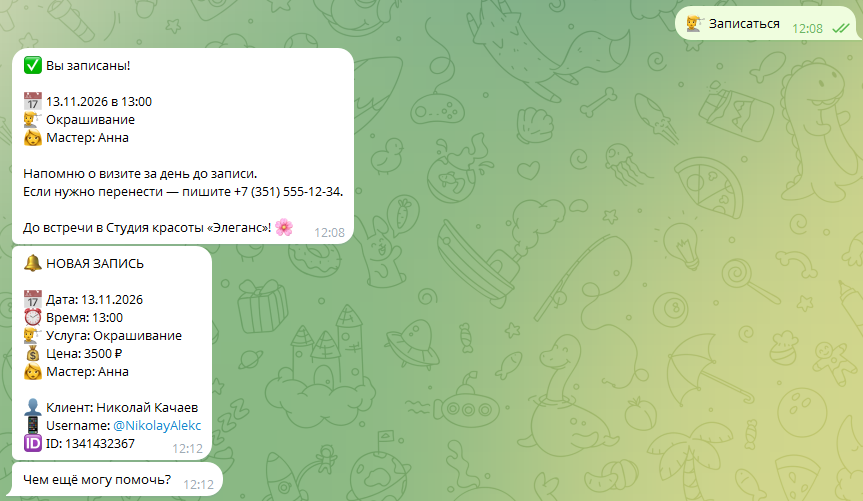 Записаться
12:08
Вы записаны!
13.11.2026 в 13:00
Окрашивание
Мастер: Анна
Напомню о визите за день до записи.
Если нужно перенести — пишите +7 (351) 555-12-34.
До встречи в Студия красоты «Элеганс»!
12:08
НОВАЯ ЗАПИСЬ
Дата: 13.11.2026
Время: 13:00
Услуга: Окрашивание
Цена: 3500 ₽
Мастер: Анна
Клиент: Николай Качаев
Username: @NikolayAlekc
ID: 1341432367
12:12
Чем ещё могу помочь?
12:12